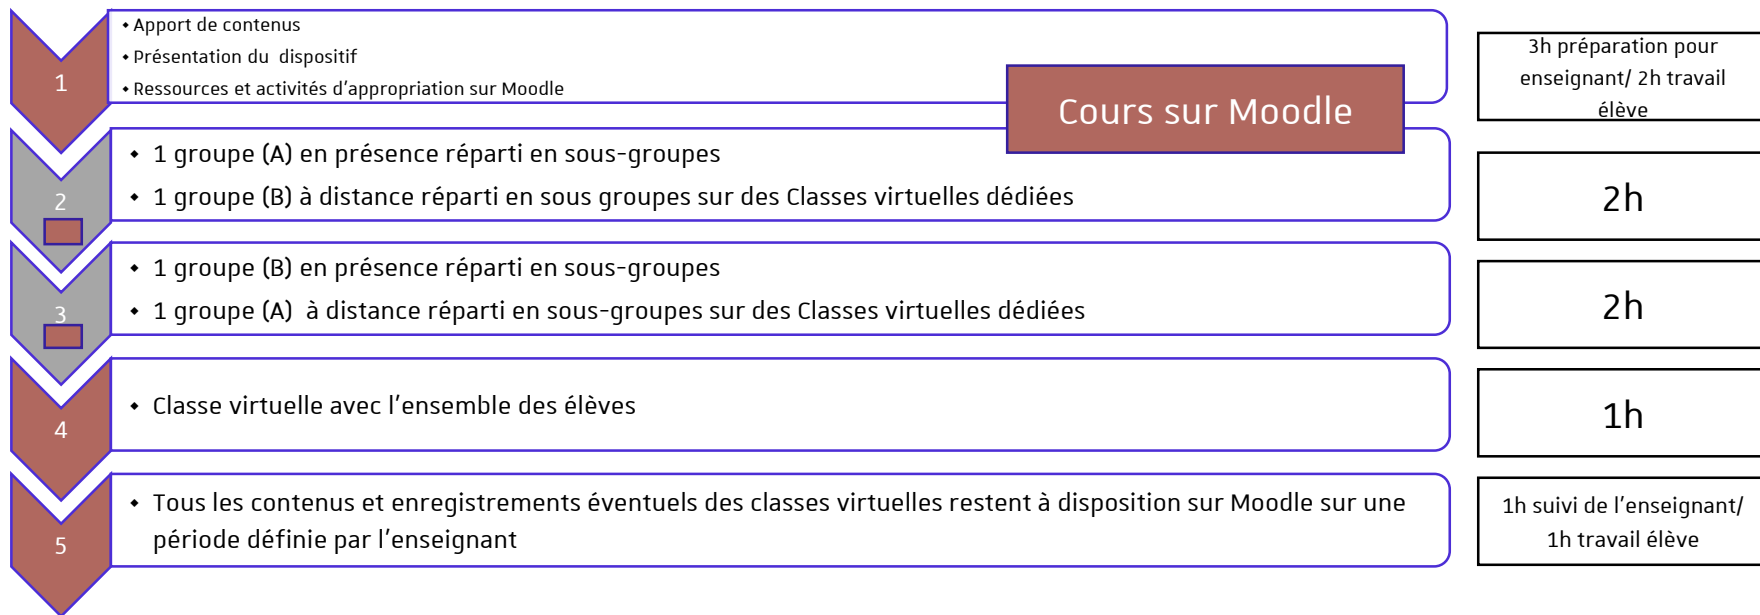 1
• Apport de contenus
• Présentation du dispositif
• Ressources et activités d'appropriation sur Moodle
Cours sur Moodle
3h préparation pour
enseignant/ 2h travail
élève
2
• 1 groupe (A) en présence réparti en sous-groupes
• 1 groupe (B) à distance réparti en sous groupes sur des Classes virtuelles dédiées
2h
3
• 1 groupe (B) en présence réparti en sous-groupes
• 1 groupe (A) à distance réparti en sous-groupes sur des Classes virtuelles dédiées
2h
4
• Classe virtuelle avec l'ensemble des élèves
1h
5
• Tous les contenus et enregistrements éventuels des classes virtuelles restent à disposition sur Moodle sur une
période définie par l'enseignant
1h suivi de l'enseignant/
1h travail élève